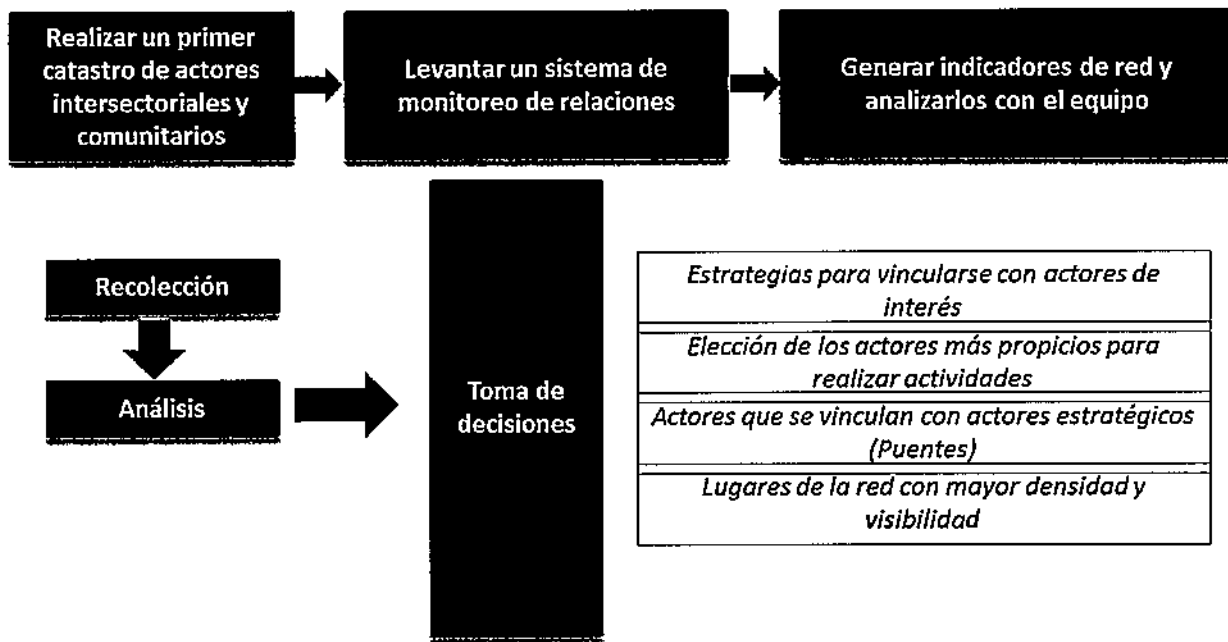 Realizar un primer
catastro de actores
intersectoriales y
comunitarios
Levantar un sistema de
monitoreo de relaciones
Generar indicadores de red y
analizarlos con el equipo
Recolección
Análisis
Toma de
decisiones
Estrategias para vincularse con actores de
interés
Elección de los actores más propicios para
realizar actividades
Actores que se vinculan con actores estratégicos
(Puentes)
Lugares de la red con mayor densidad y
visibilidad